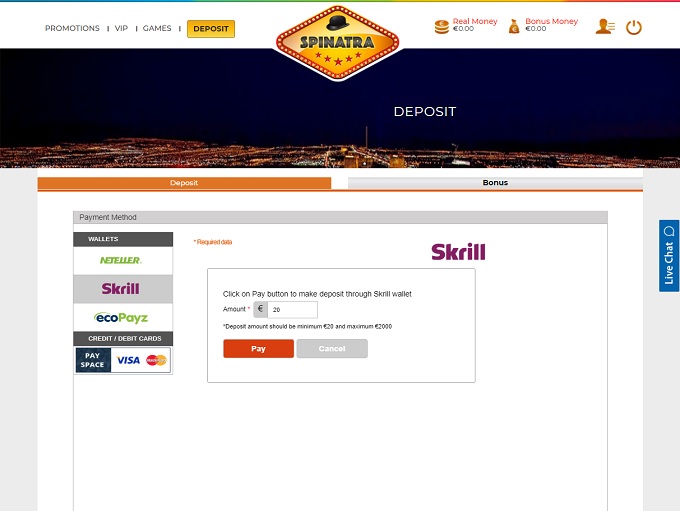 PROMOTIONS | VIP | GAMES | DEPOSIT
SPINATRA
Real Money
€0.00
Bonus Money
€0.00
DEPOSIT
Deposit
Bonus
Payment Method
WALLETS
NETELLER
Skrill
ecoPayz
CREDIT / DEBIT CARDS
PAY
SPACE
VISA
* Required data
Skrill
Click on Pay button to make deposit through Skrill wallet
Amount * € 20
*Deposit amount should be minimum €20 and maximum €2000
Pay
Cancel
Live Chat